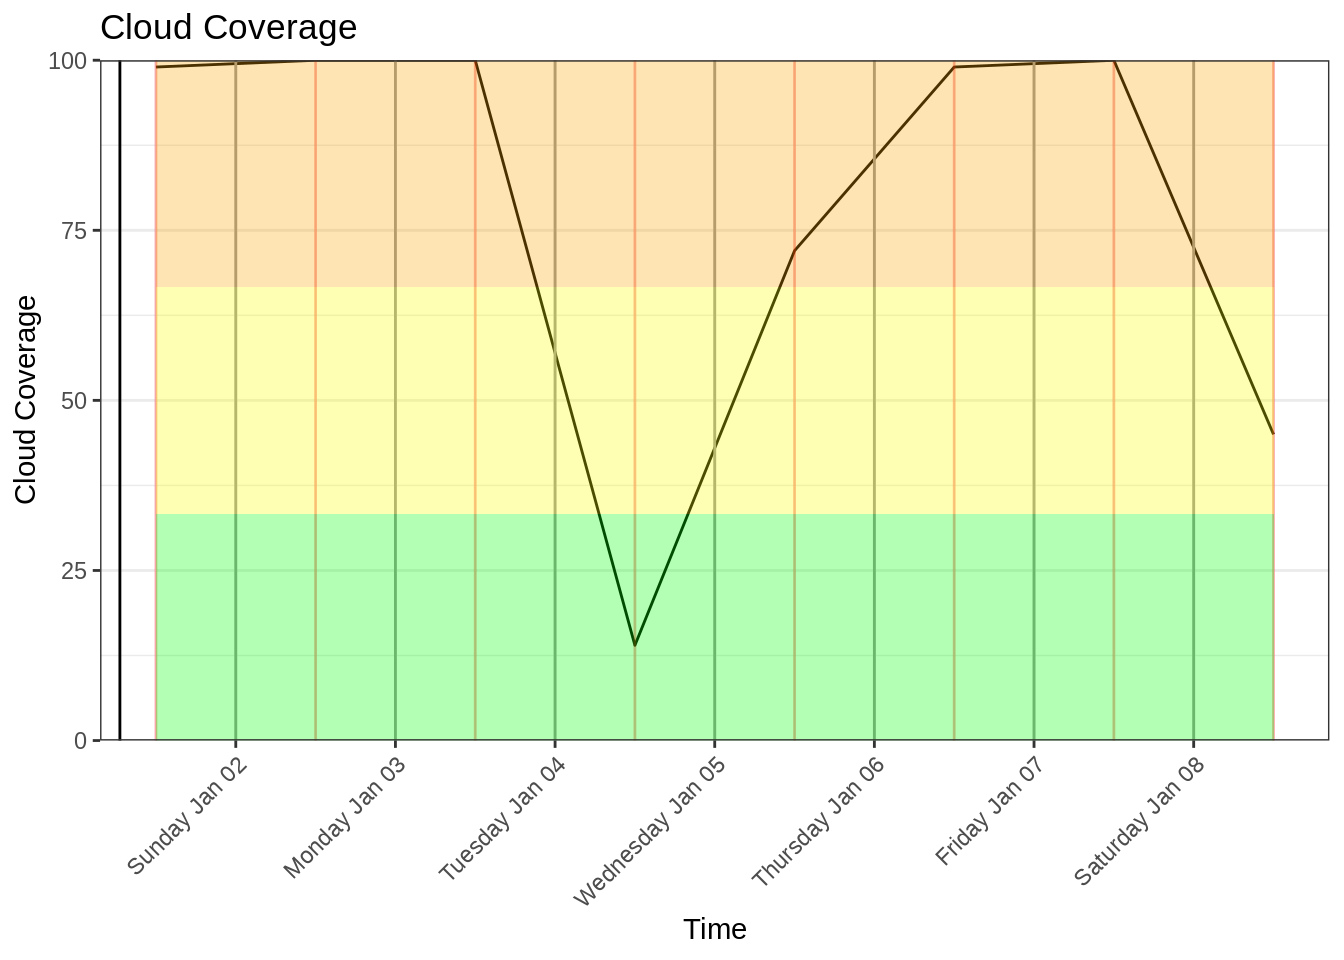 Cloud Coverage
100
75
50
25
0
Cloud Coverage
Sunday Jan 02
Monday Jan 03
Tuesday Jan 04
Wednesday Jan 05
Thursday Jan 06
Friday Jan 07
Saturday Jan 08
Time